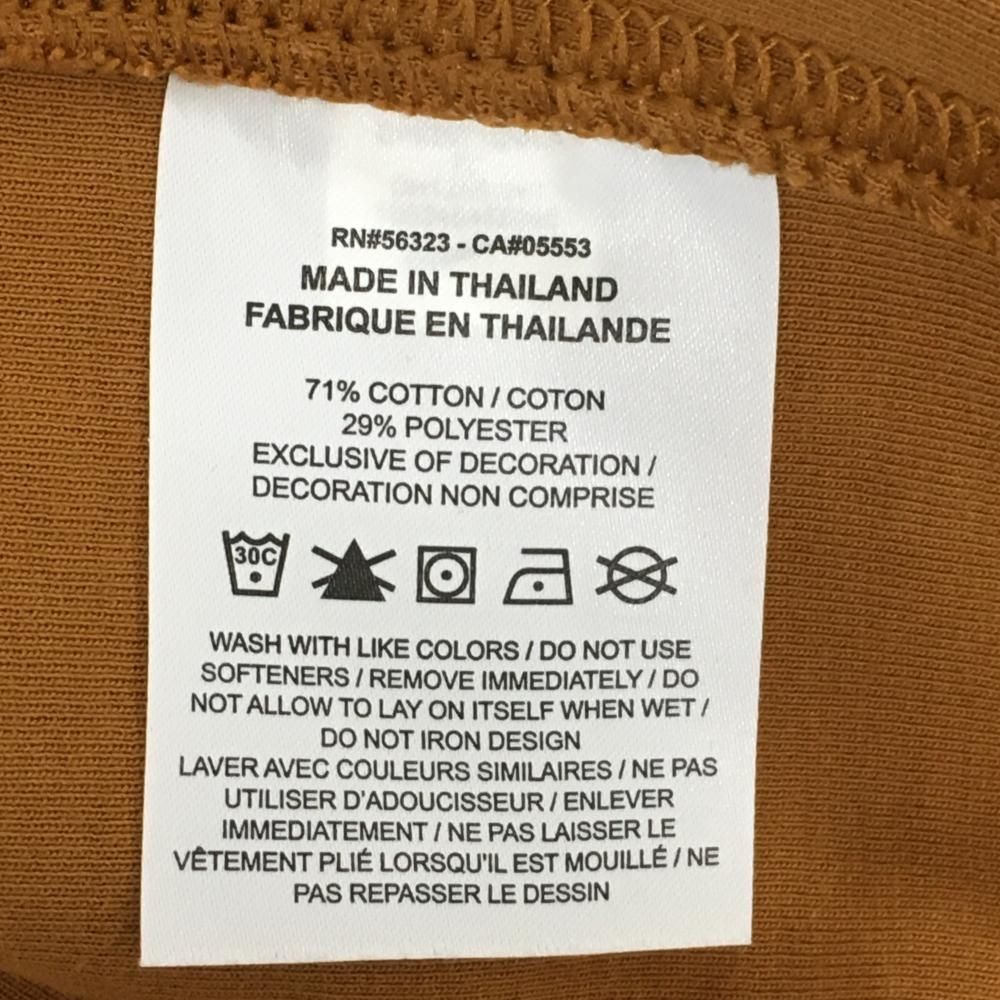 RN#56323 - CA#05553
MADE IN THAILAND
FABRIQUE EN THAILANDE
71% COTTON / COTON
29% POLYESTER
EXCLUSIVE OF DECORATION /
DECORATION NON COMPRISE
30C
WASH WITH LIKE COLORS / DO NOT USE
SOFTENERS / REMOVE IMMEDIATELY / DO
NOT ALLOW TO LAY ON ITSELF WHEN WET /
DO NOT IRON DESIGN
LAVER AVEC COULEURS SIMILAIRES / NE PAS
UTILISER D'ADOUCISSEUR / ENLEVER
IMMEDIATEMENT / NE PAS LAISSER LE
VÊTEMENT PLIÉ LORSQU'IL EST MOUILLÉ / NE
PAS REPASSER LE DESSIN